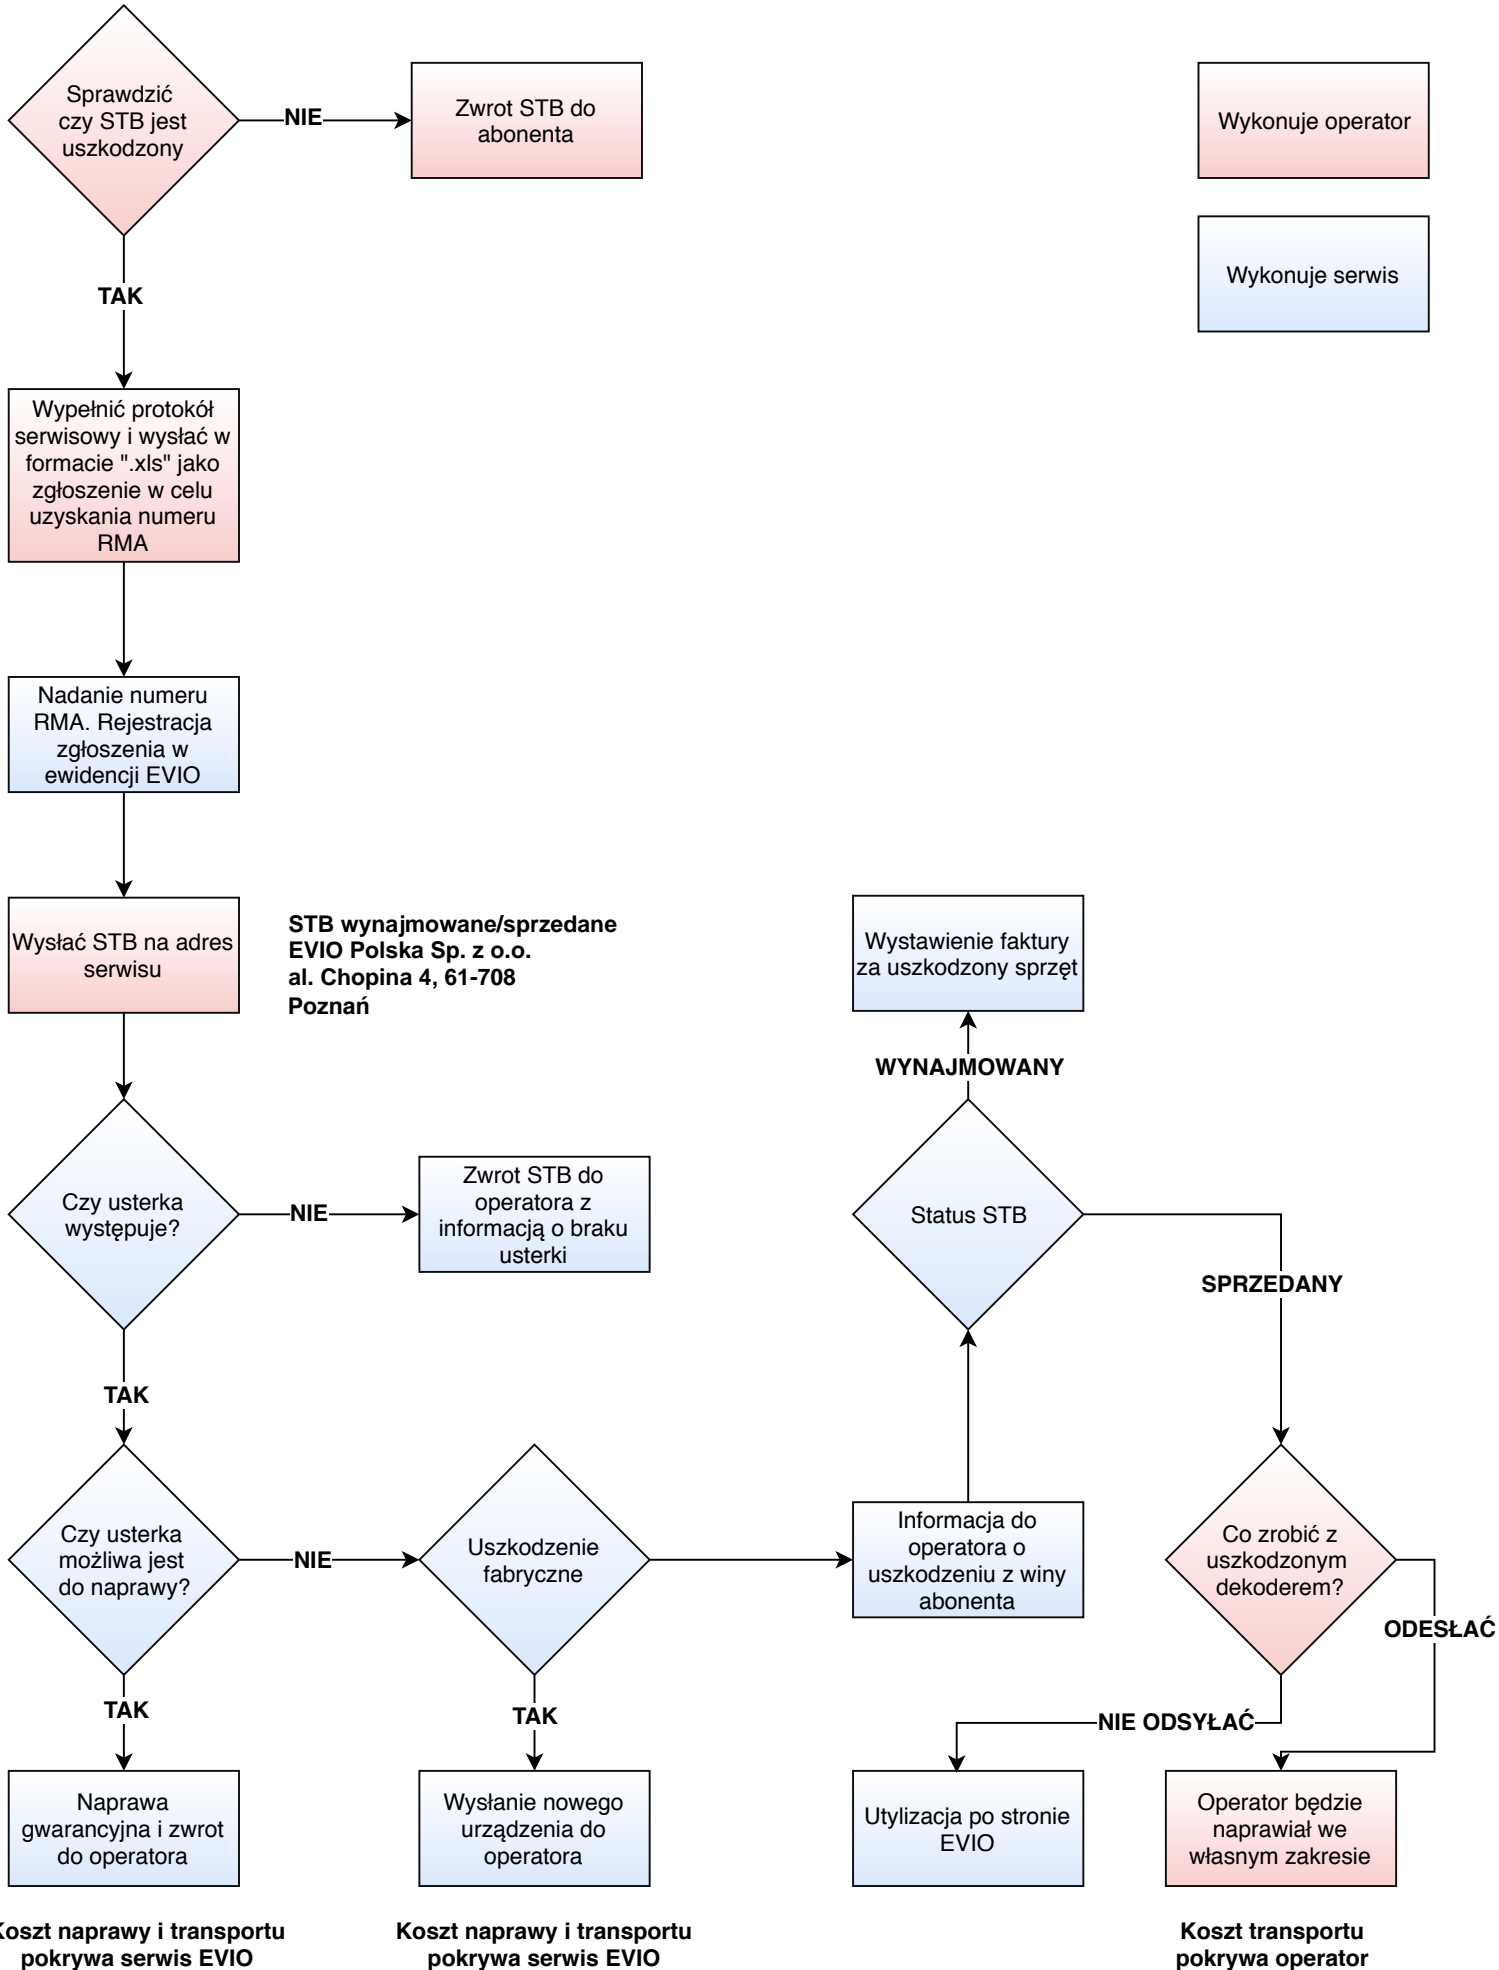 Sprawdzić
czy STB jest
uszkodzony
NIE
Zwrot STB do
abonenta
Wykonuje operator
Wykonuje serwis
TAK
Wypełnić protokół
serwisowy i wysłać w
formacie ".xls" jako
zgłoszenie w celu
uzyskania numeru
RMA
Nadanie numeru
RMA. Rejestracja
zgłoszenia w
ewidencji EVIO
Wysłać STB na adres
serwisu
STB wynajmowane/sprzedane
EVIO Polska Sp. z o.o.
al. Chopina 4, 61-708
Poznań
Wystawienie faktury
za uszkodzony sprzęt
WYNAJMOWANY
Czy usterka
występuje?
NIE
Zwrot STB do
operatora z
informacją o braku
usterki
Status STB
SPRZEDANY
TAK
Czy usterka
możliwa jest
do naprawy?
NIE
Uszkodzenie
fabryczne
Informacja do
operatora o
uszkodzeniu z winy
abonenta
Co zrobić z
uszkodzonym
dekoderem?
ODESŁAĆ
TAK
TAK
NIE ODSYŁAĆ
Naprawa
gwarancyjna i zwrot
do operatora
Wysłanie nowego
urządzenia do
operatora
Utylizacja po stronie
EVIO
Operator będzie
naprawiał we
własnym zakresie
Koszt naprawy i transportu
pokrywa serwis EVIO
Koszt naprawy i transportu
pokrywa serwis EVIO
Koszt transportu
pokrywa operator